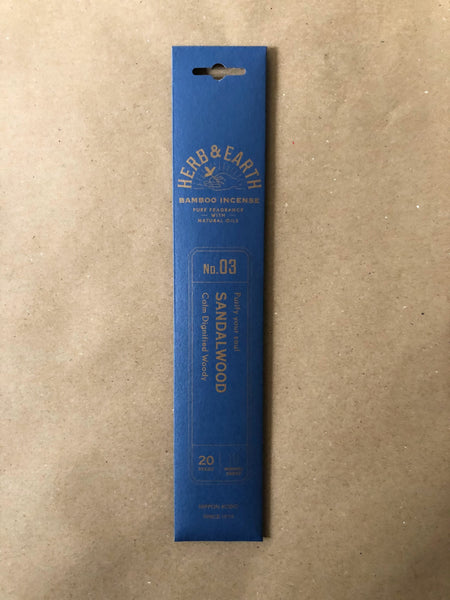 HERB & EARTH
BAMBOO INCENSE
PURE FRAGRANCE
WITH
NATURAL OILS
No.03
Purify your soul
SANDALWOOD
Calm Dignified Woody
20
STICKS
NIPPON KODO
SINCE 1575